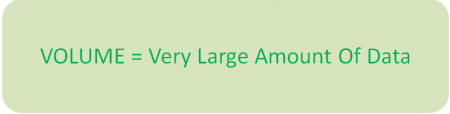 VOLUME = Very Large Amount Of Data